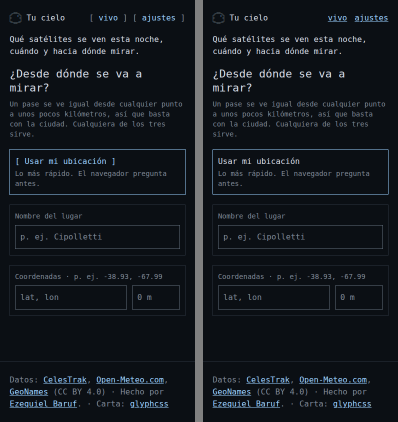 Tu cielo [ vivo ] [ ajustes ]
Qué satélites se ven esta noche,
cuándo y hacia dónde mirar.
¿Desde dónde se va a
mirar?
Un pase se ve igual desde cualquier punto
a unos pocos kilómetros, así que basta
con la ciudad. Cualquiera de los tres
sirve.
[ Usar mi ubicación ]
Lo más rápido. El navegador pregunta
antes.
Nombre del lugar
p. ej. Cipolletti
Coordenadas · p. ej. -38.93, -67.99
lat, lon 0 m
Datos: CelesTrak, Open-Meteo.com,
GeoNames (CC BY 4.0) · Hecho por
Ezequiel Baruf. · Carta: glyphcss
Tu cielo vivo ajustes
Qué satélites se ven esta noche,
cuándo y hacia dónde mirar.
¿Desde dónde se va a
mirar?
Un pase se ve igual desde cualquier punto
a unos pocos kilómetros, así que basta
con la ciudad. Cualquiera de los tres
sirve.
Usar mi ubicación
Lo más rápido. El navegador pregunta
antes.
Nombre del lugar
p. ej. Cipolletti
Coordenadas · p. ej. -38.93, -67.99
lat, lon 0 m
Datos: CelesTrak, Open-Meteo.com,
GeoNames (CC BY 4.0) · Hecho por
Ezequiel Baruf. · Carta: glyphcss